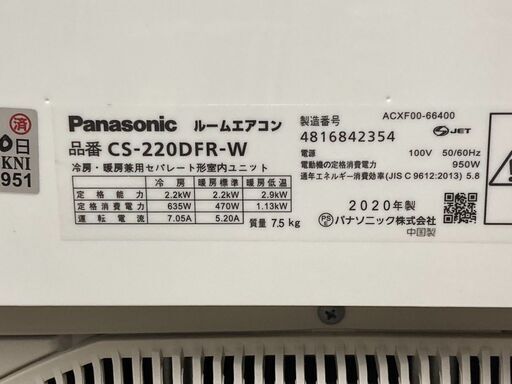 済
0日
KNI
951
Panasonic ルームエアコン
品番 CS-220DFR-W
冷房・暖房兼用セパレート形室内ユニット
冷房 暖房標準 暖房低温
定格能力 2.2kW 2.2kW 2.9kW
定格消費電力 635W 470W 1.13kW
運転電流 7.05A 5.20A
質量 7.5kg
製造番号 ACXF00-66400
4816842354 JET
電源 100V 50/60Hz
電動機の定格消費電力 950W
通年エネルギー消費効率(JIS C 9612:2013) 5.8
2020年製
PS E パナソニック株式会社
中国製